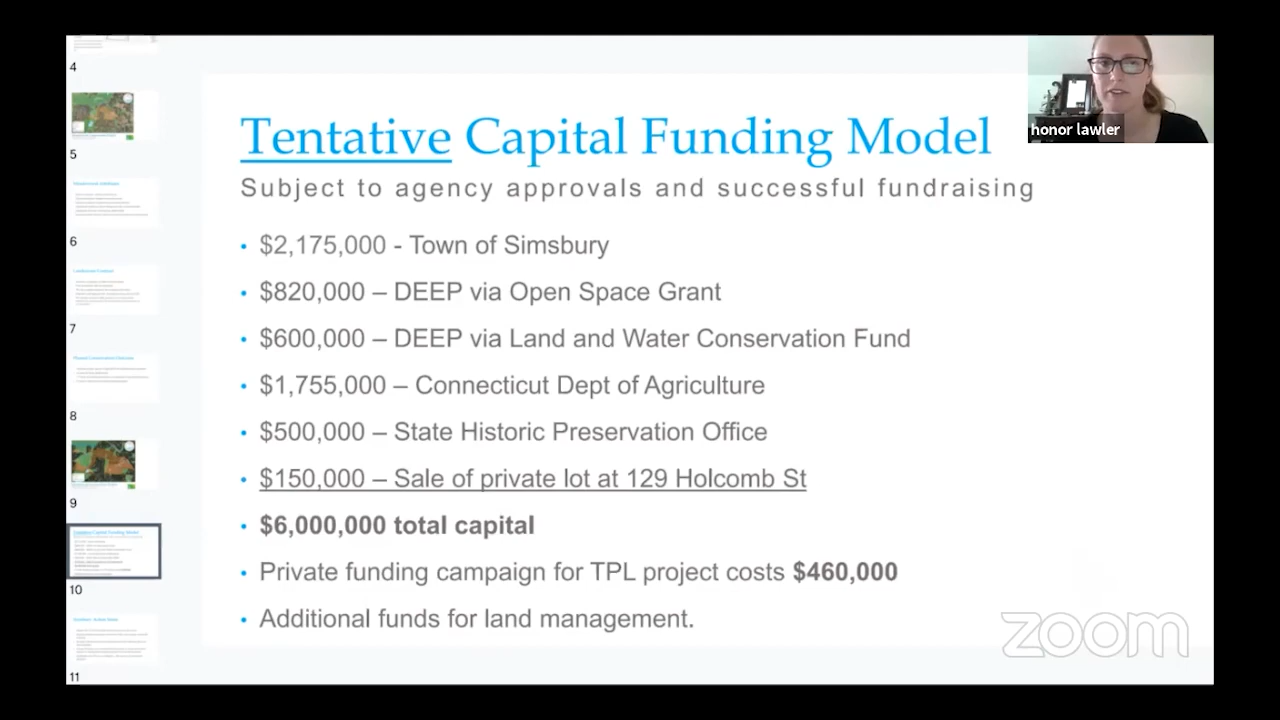 4
5
6
7
8
9
Tentative Capital Funding Model
10
11
Tentative Capital Funding Model
Subject to agency approvals and successful fundraising
• $2,175,000 - Town of Simsbury
• $820,000 – DEEP via Open Space Grant
• $600,000 – DEEP via Land and Water Conservation Fund
• $1,755,000 – Connecticut Dept of Agriculture
• $500,000 – State Historic Preservation Office
• $150,000 – Sale of private lot at 129 Holcomb St
• $6,000,000 total capital
• Private funding campaign for TPL project costs $460,000
• Additional funds for land management.
honor lawler
zoom